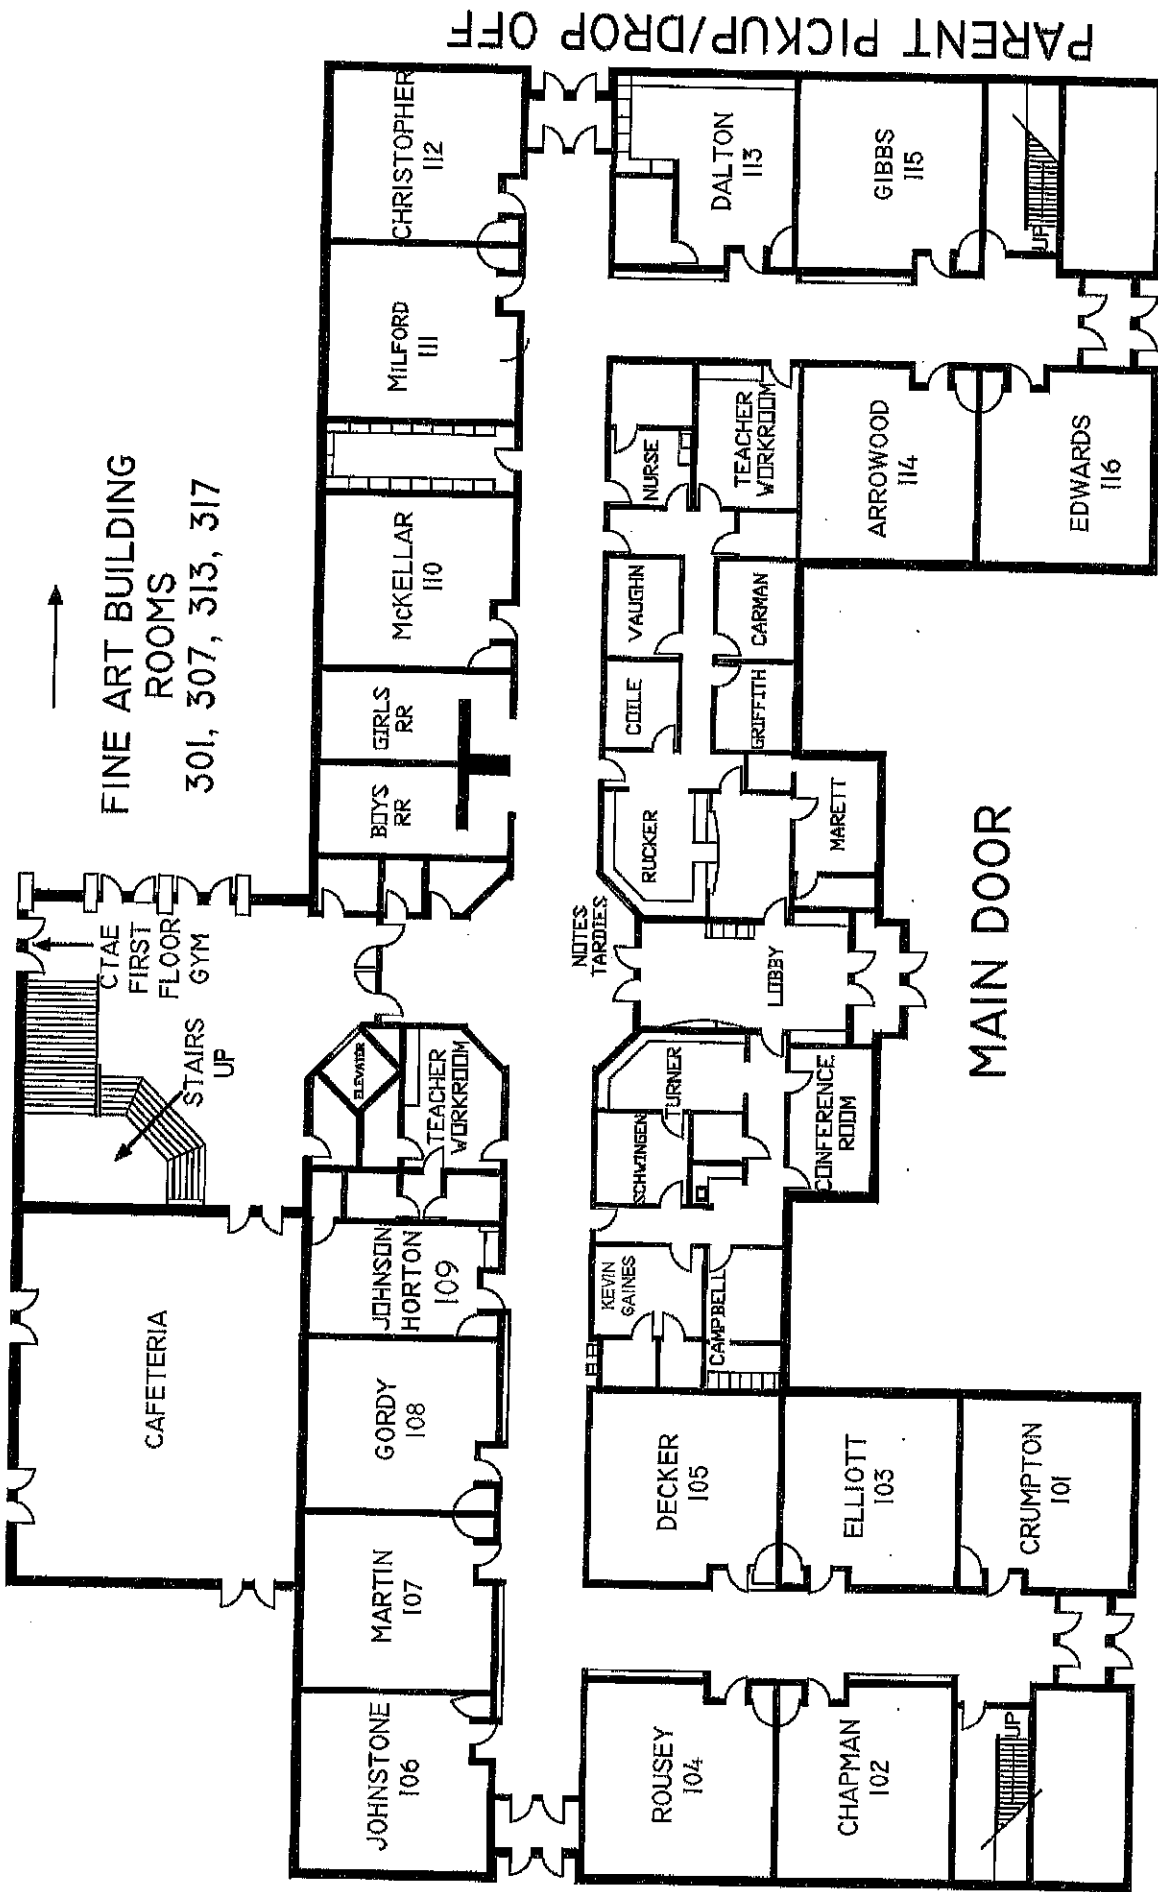 PARENT PICKUP/DROP OFF
FINE ART BUILDING
ROOMS
301, 307, 313, 317
CTAE
FIRST
FLOOR
GYM
STAIRS
UP
CAFETERIA
JOHNSTONE
106
MARTIN
107
GORDY
108
JOHNSON
HORTON
109
TEACHER
WORKROOM
ELEVATER
BOYS
RR
GIRLS
RR
McKELLAR
110
MILFORD
111
CHRISTOPHER
112
ROUSEY
104
DECKER
105
KEVIN
GAINES
CAMPBELL
SCHWINGEN
TURNER
CONFERENCE
ROOM
NOTES
TARDIES
LOBBY
RUCKER
MARETT
COILE
GRIFFITH
VAUGHN
CARMAN
NURSE
TEACHER
WORKROOM
DALTON
113
CHAPMAN
102
ELLIOTT
103
ARROWOOD
114
GIBBS
115
UP
CRUMPTON
101
MAIN DOOR
EDWARDS
116
UP